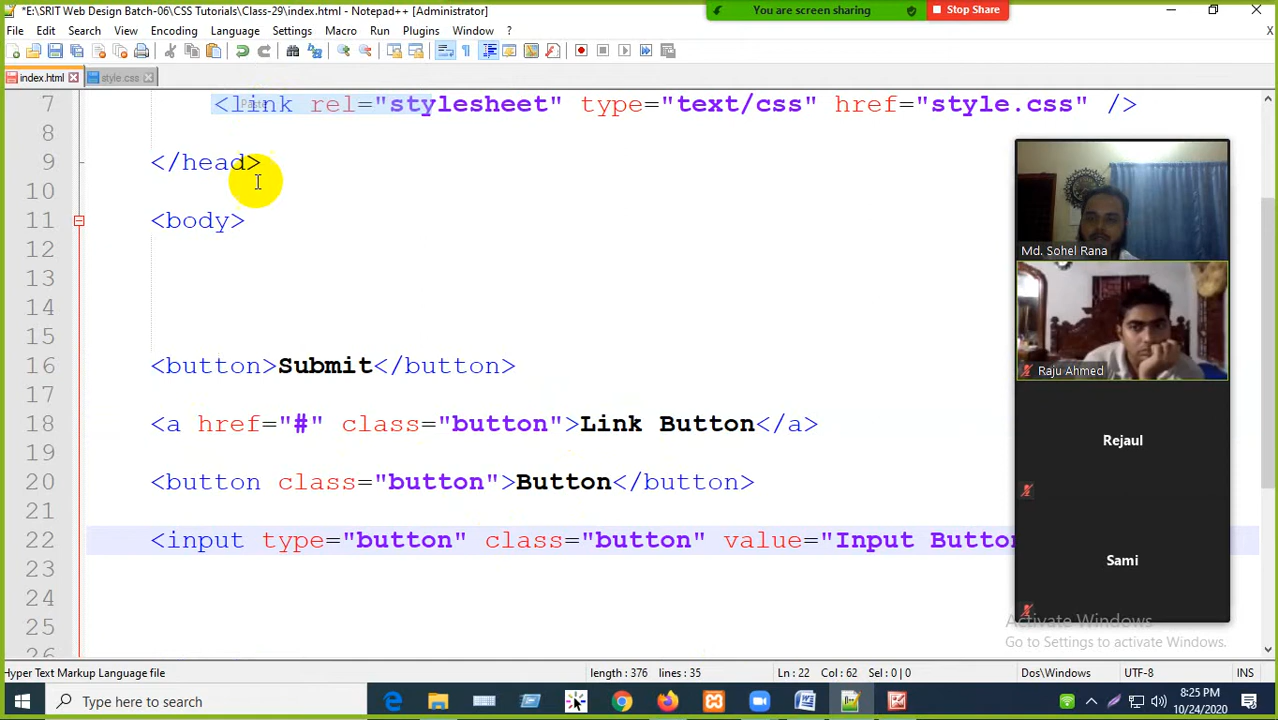 *E:\SRIT Web Design Batch-06\CSS Tutorials\Class-29\index.html - Notepad++ [Administrator]
You are screen sharing
Stop Share
File Edit Search View Encoding Language Settings Macro Run Plugins Window ?
X
index.html
style.css
7 <link rel="stylesheet" type="text/css" href="style.css" />
8
9 </head>
10
11 <body>
12
13
14
15
16 <button>Submit</button>
17
18 <a href="#" class="button">Link Button</a>
19
20 <button class="button">Button</button>
21
22 <input type="button" class="button" value="Input Button
23
24
25
26
Md. Sohel Rana
Raju Ahmed
Rejaul
Sami
Activate Windows
Go to Settings to activate Windows.
Hyper Text Markup Language file
length : 376 lines : 35
Ln : 22 Col : 62 Sel : 0 | 0
Dos\Windows
UTF-8
INS
Type here to search
8:25 PM
10/24/2020